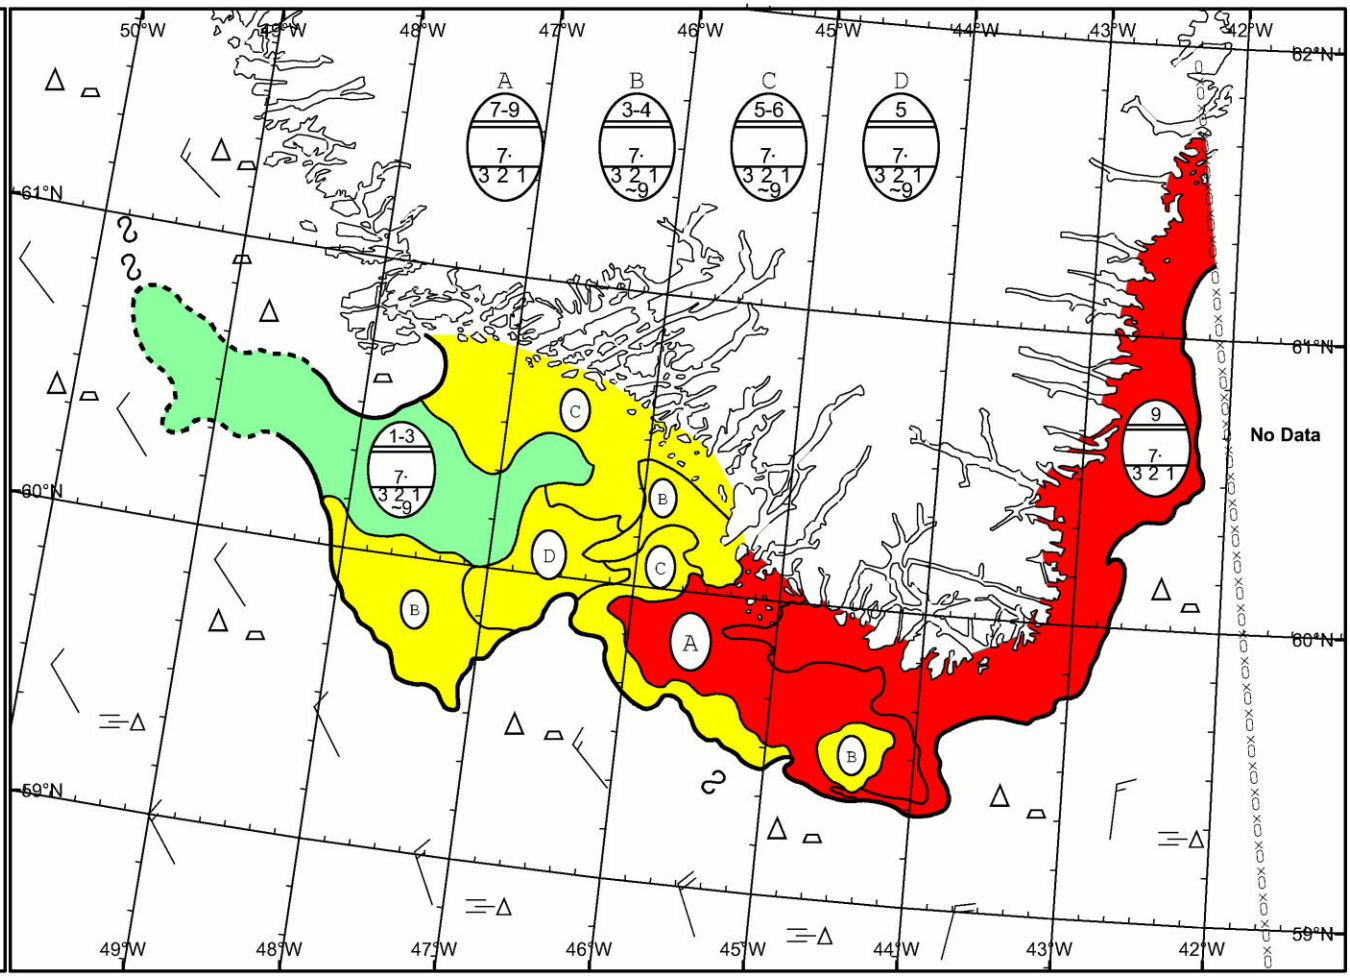 50°W 49°W 48°W 47°W 46°W 45°W 44°W 43°W 42°W
62°N
A B C D
7-9 3-4 5-6 5
7· 7· 7· 7·
3 2 1 3 2 1 3 2 1 3 2 1
~9 ~9 ~9 ~9
61°N
61°N
C
9
7·
3 2 1
No Data
1-3
7·
3 2 1
~9
60°N
B
D
C
B
A
60°N
B
59°N
59°N
49°W 48°W 47°W 46°W 45°W 44°W 43°W 42°W